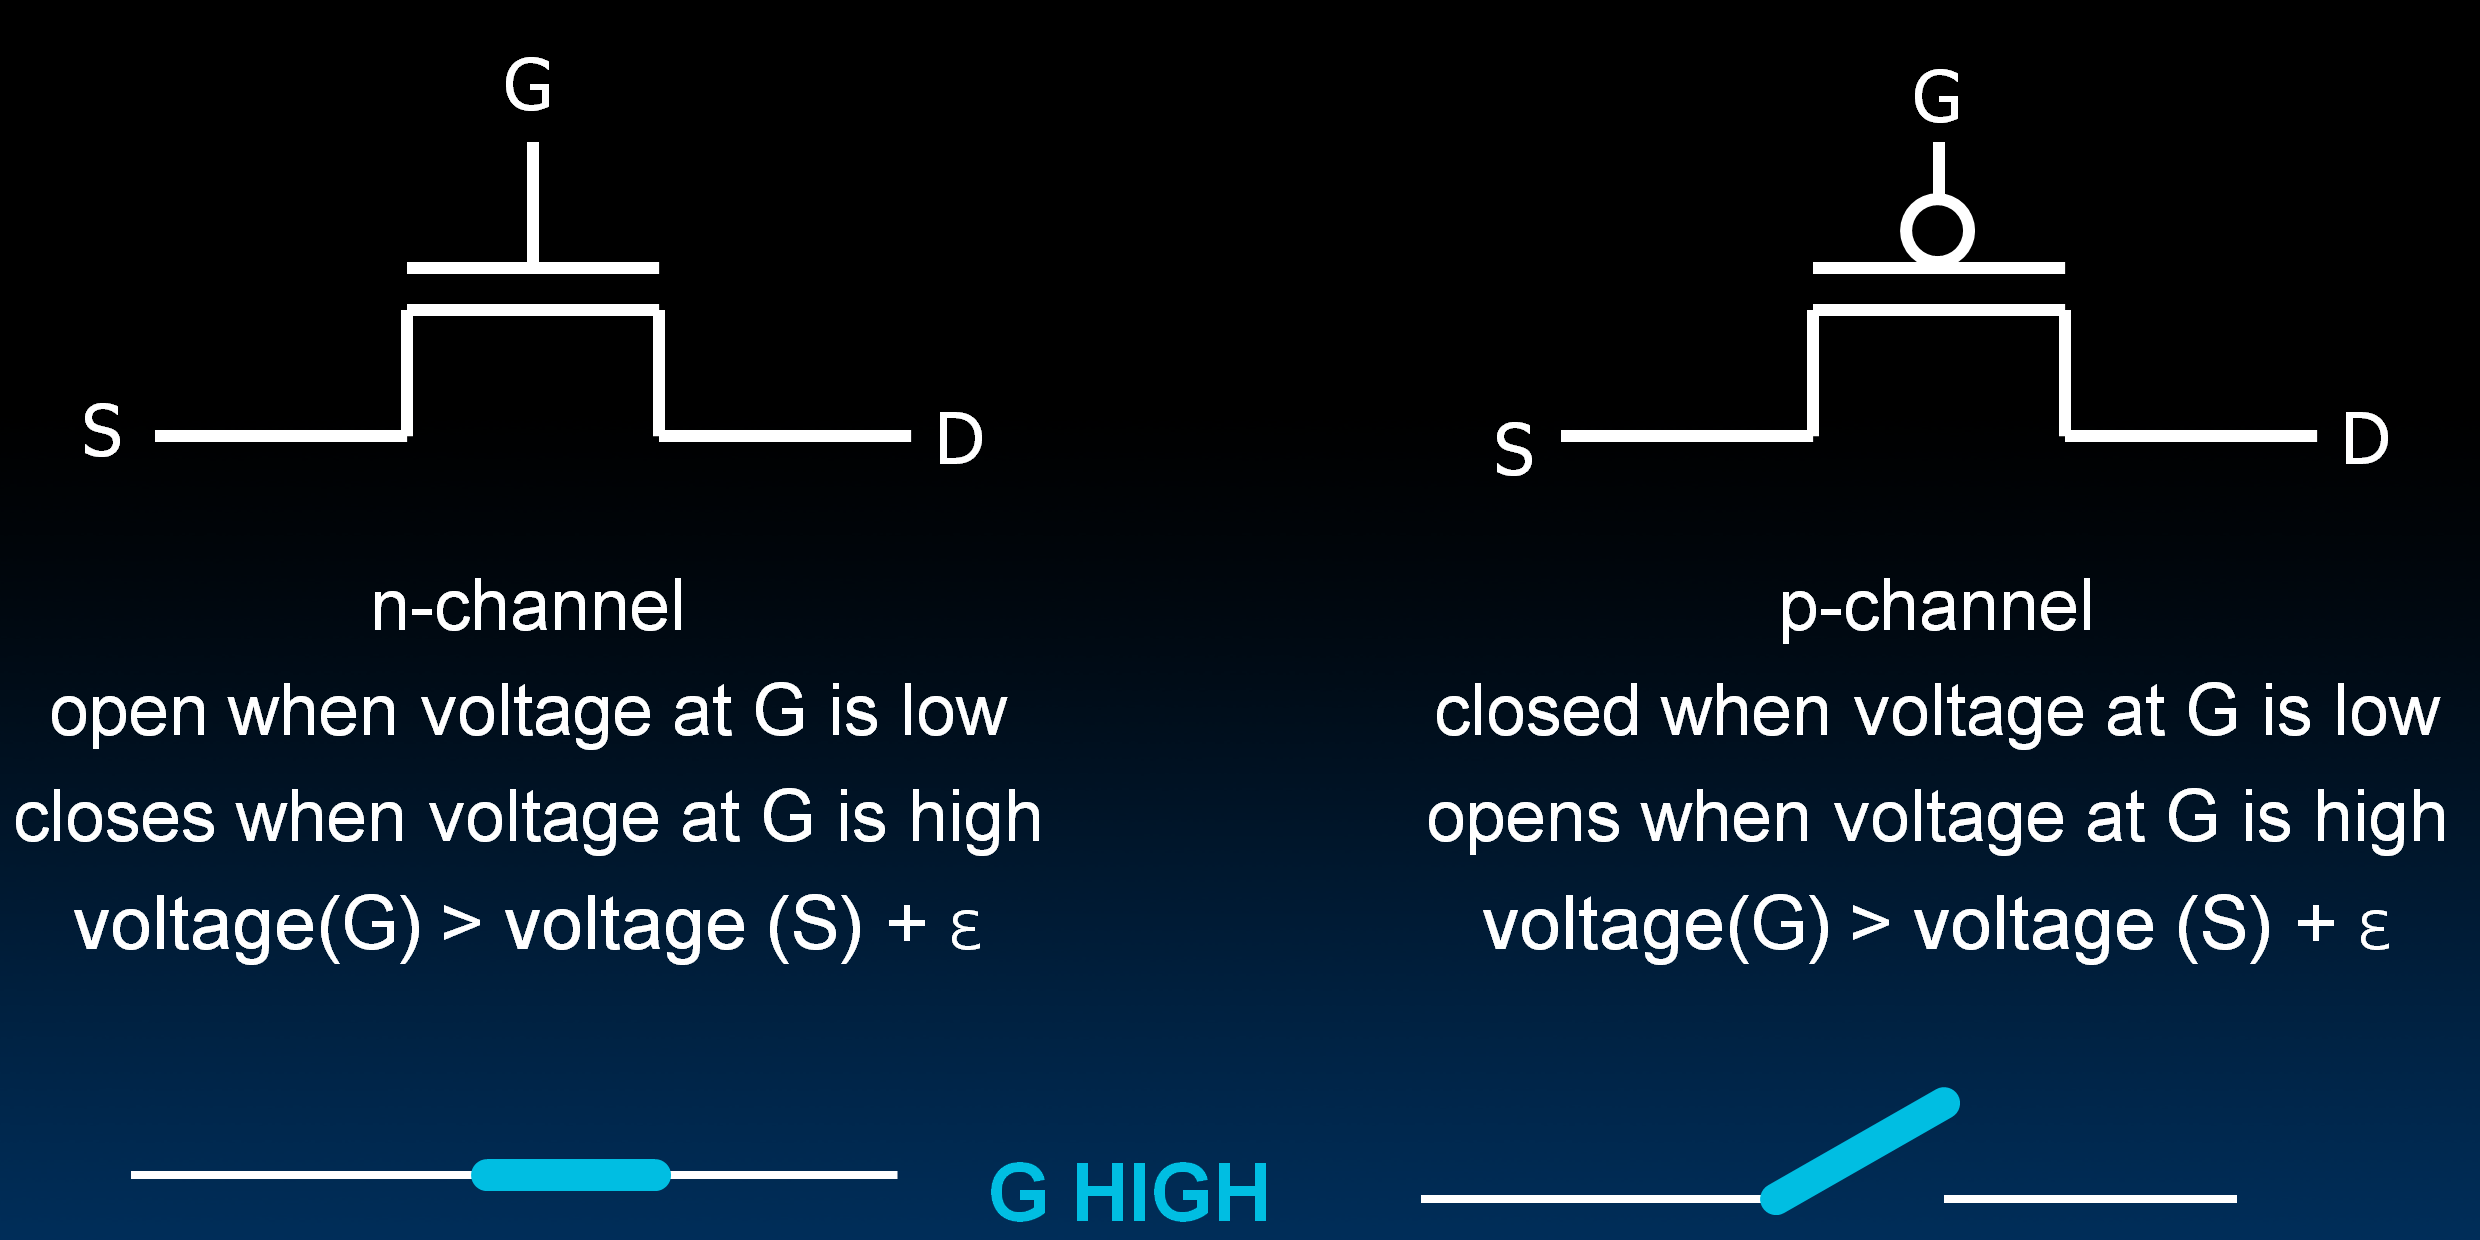 G
S
D
n-channel
open when voltage at G is low
closes when voltage at G is high
voltage(G) > voltage (S) + ε
G
S
D
p-channel
closed when voltage at G is low
opens when voltage at G is high
voltage(G) > voltage (S) + ε
G HIGH